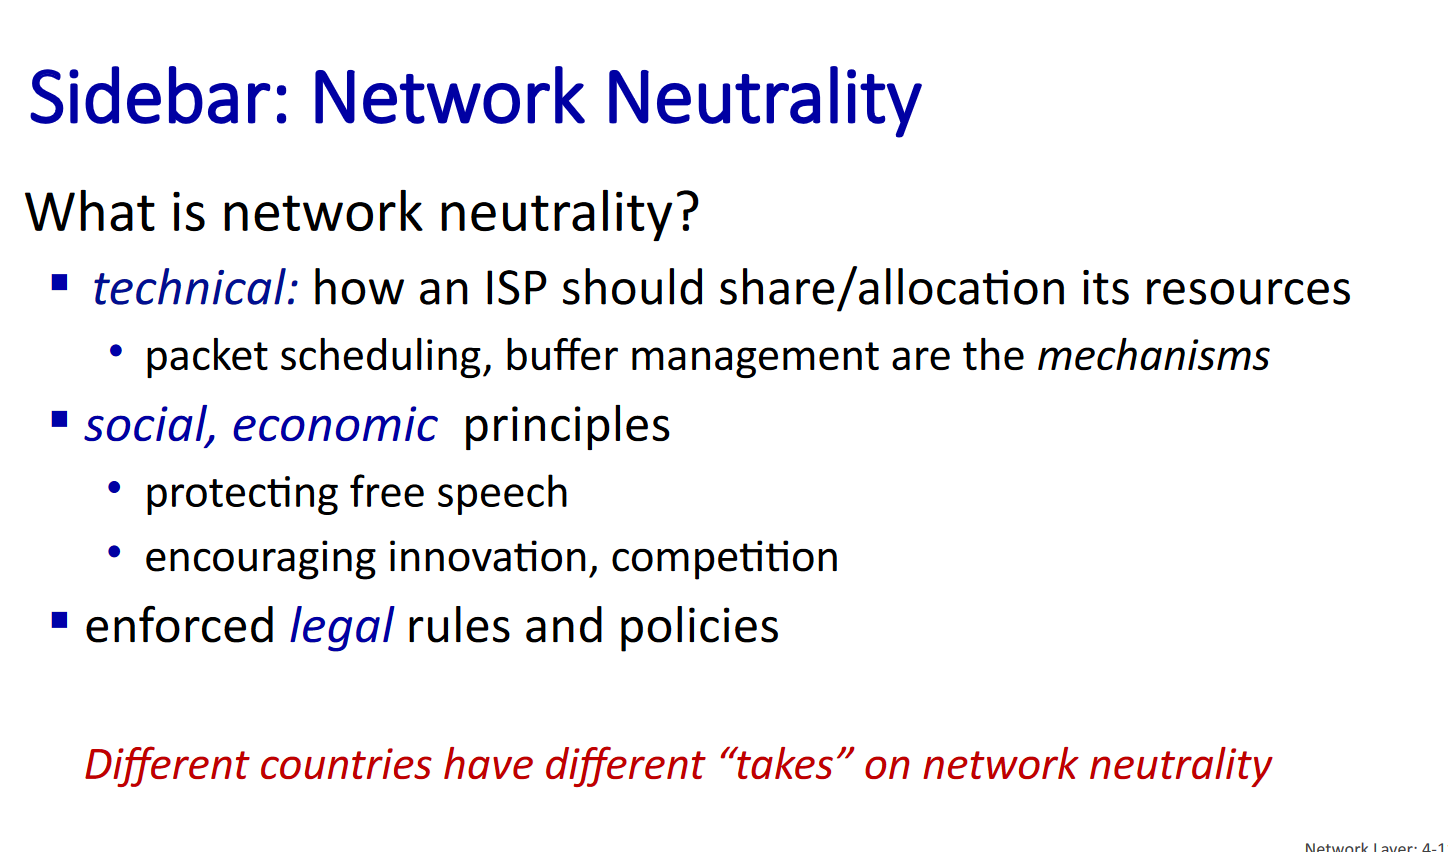 Sidebar: Network Neutrality
What is network neutrality?
technical: how an ISP should share/allocation its resources
packet scheduling, buffer management are the mechanisms
social, economic principles
protecting free speech
encouraging innovation, competition
enforced legal rules and policies
Different countries have different “takes” on network neutrality
Network Layer: 4-1